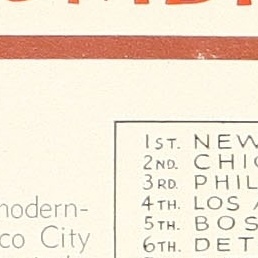 modern-
co City
1ST. NEW
2ND. CHIC
3RD. PHIL
4TH. LOS A
5TH. BOS
6TH. DET